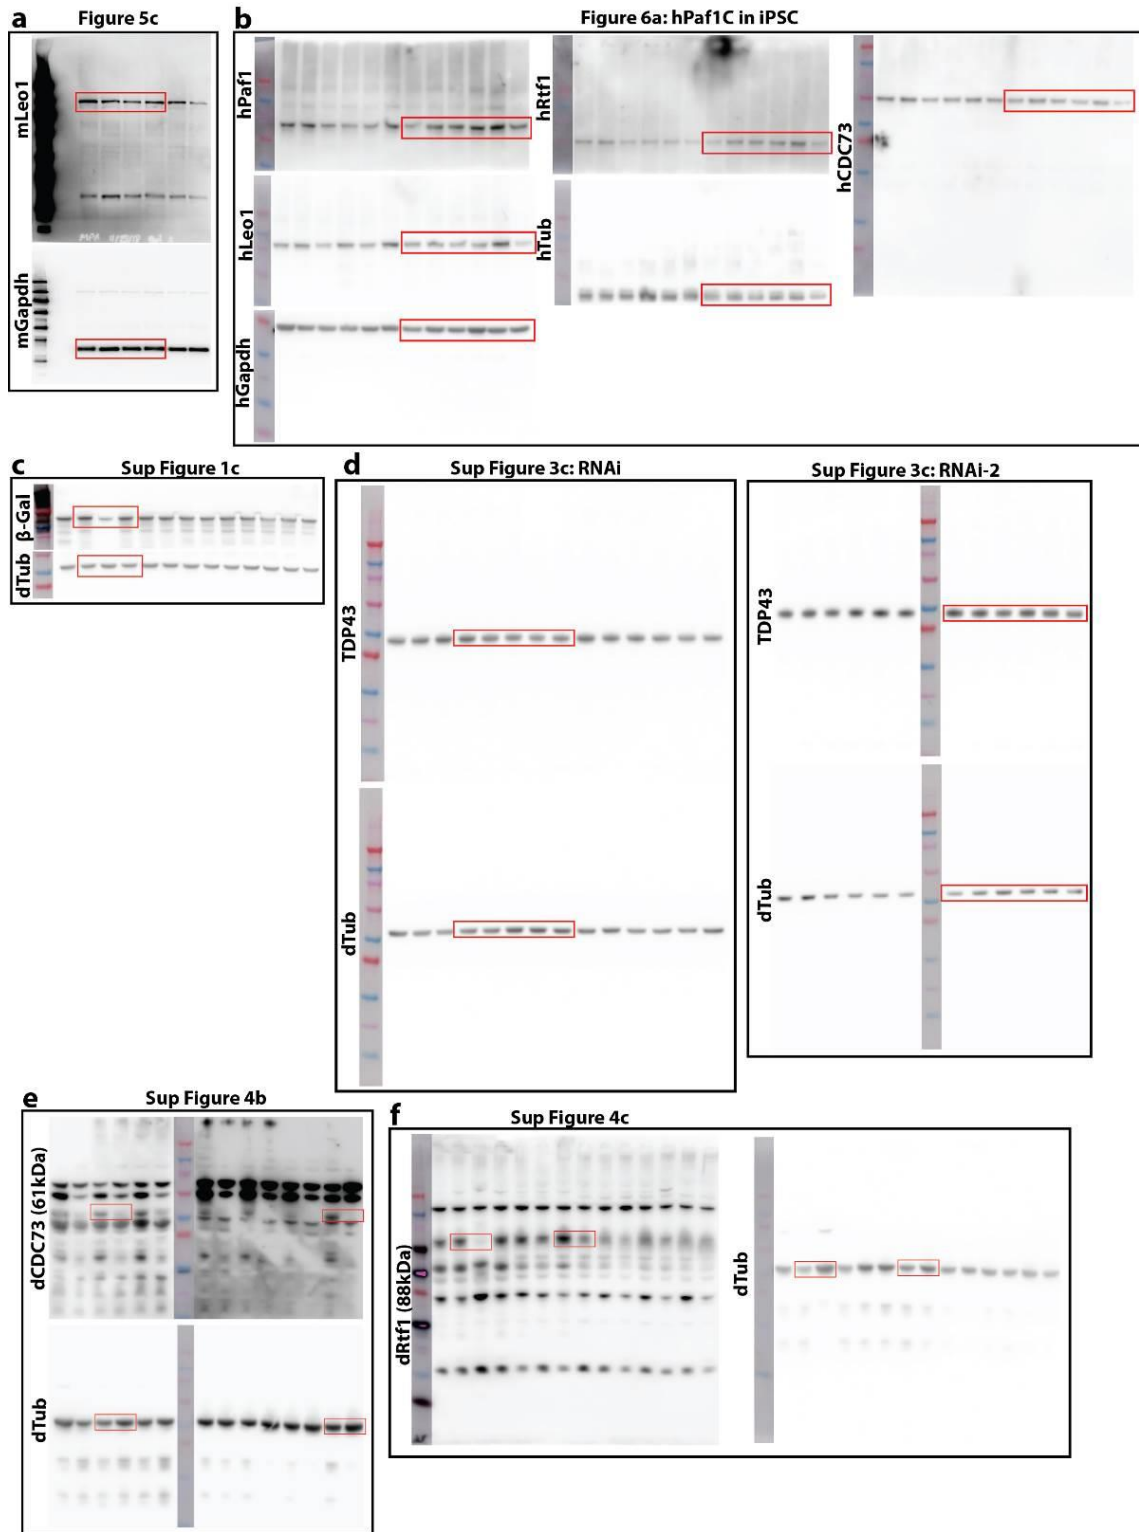 a
Figure 5c
mLeo1
mGapdh
b
Figure 6a: hPaf1C in iPSC
hPaf1
hRtf1
hCDC73
hLeo1
hTub
hGapdh
c
Sup Figure 1c
β-Gal
dTub
d
Sup Figure 3c: RNAi
TDP43
dTub
Sup Figure 3c: RNAi-2
TDP43
dTub
e
Sup Figure 4b
dCDC73 (61kDa)
dTub
f
Sup Figure 4c
dRtf1 (88kDa)
dTub